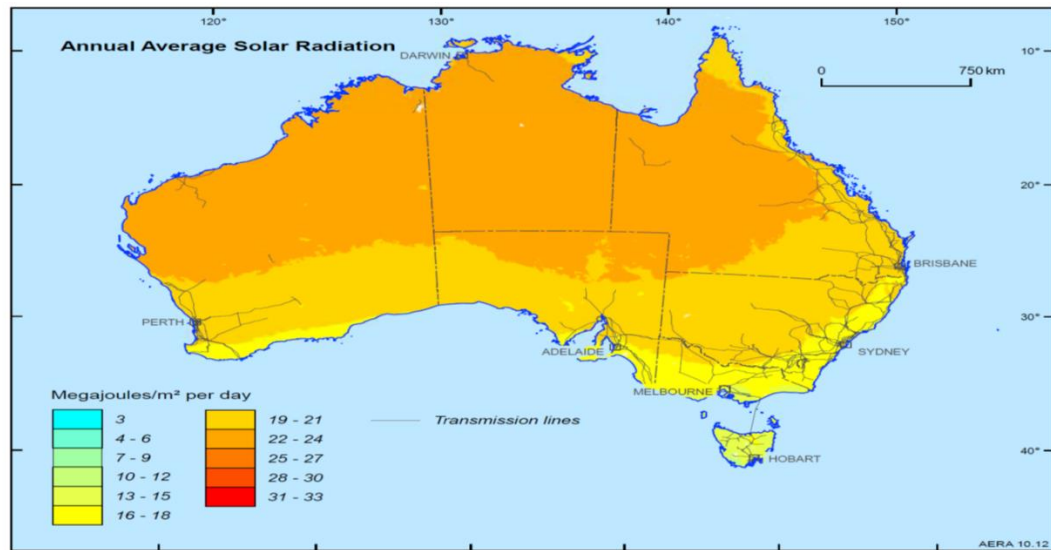 120° 130° 140° 150°
Annual Average Solar Radiation
DARWIN
10°
0 750 km
20°
BRISBANE
PERTH
30°
ADELAIDE
SYDNEY
MELBOURNE
HOBART
40°
Megajoules/m² per day
3
4 - 6
7 - 9
10 - 12
13 - 15
16 - 18
19 - 21
22 - 24
25 - 27
28 - 30
31 - 33
Transmission lines
AERA 10.12